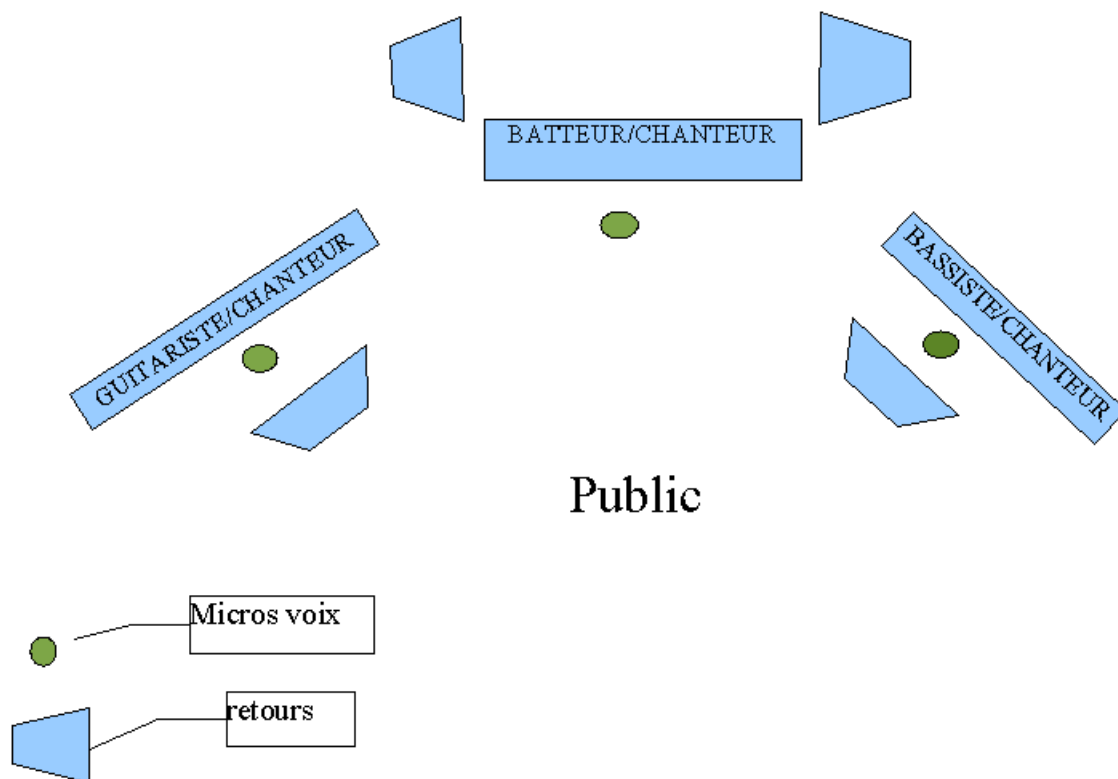 BATTEUR/CHANTEUR
GUITARISTE/CHANTEUR
BASSISTE/CHANTEUR
Public
Micros voix
retours